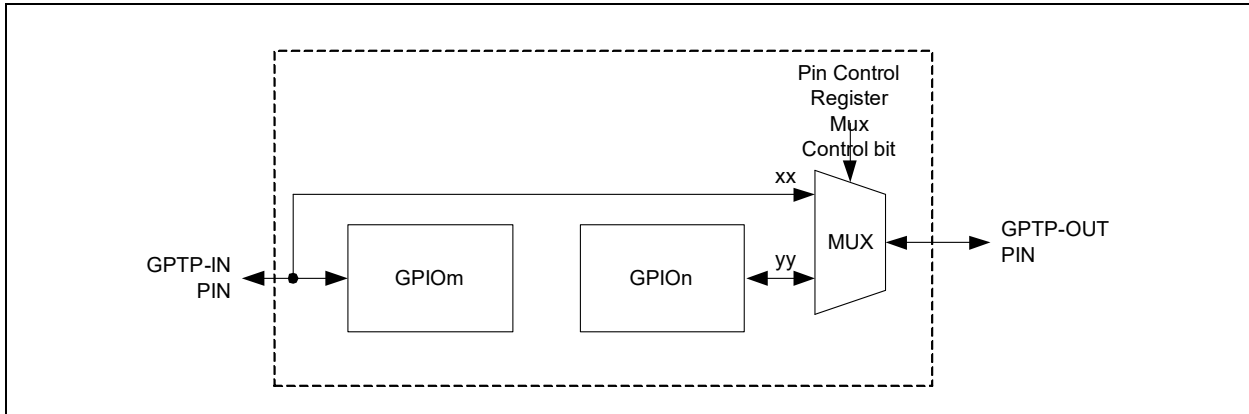 Pin Control
Register
Mux
Control bit
xx
MUX
GPTP-OUT
PIN
GPTP-IN
PIN
GPIOm
GPIOn
yy